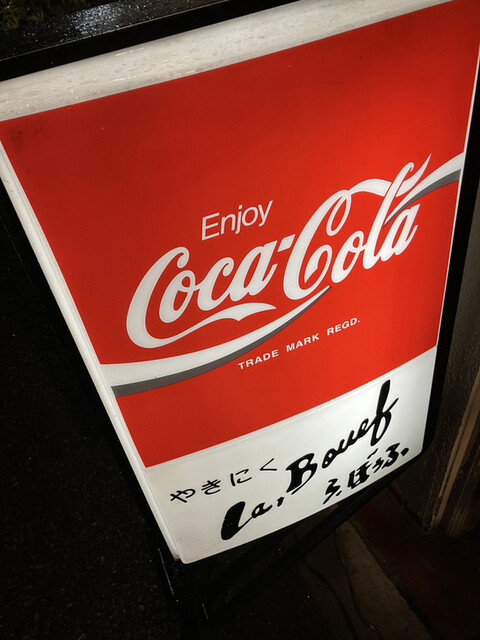 Enjoy
Coca-Cola
TRADE MARK REGD.
やきにく
La, Bouef
らぼうふ